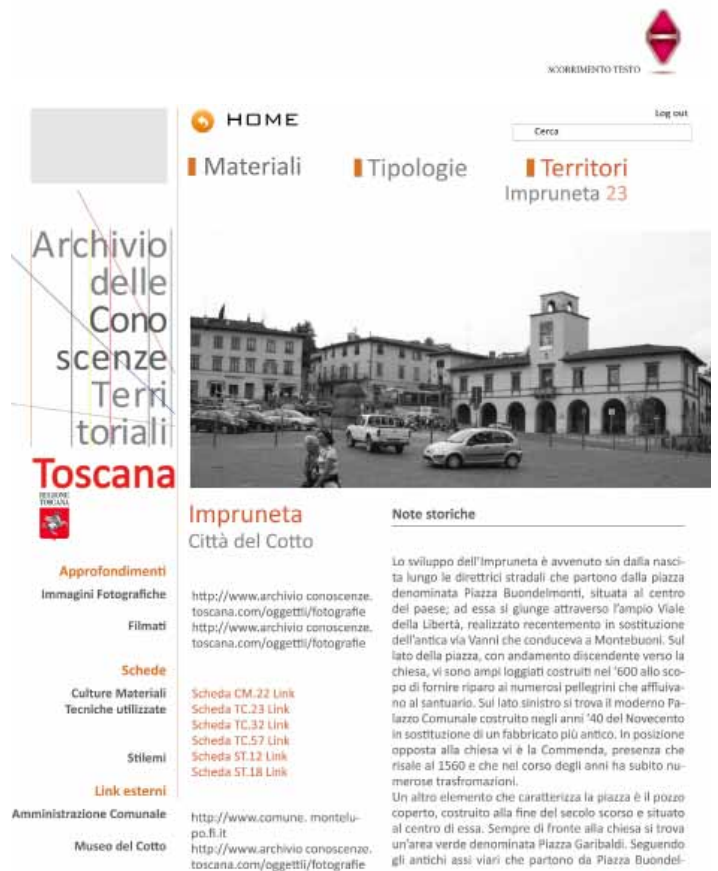 SCORRIMENTO TESTO
HOME
Log out
Cerca
Materiali
Tipologie
Territori
Impruneta 23
Archivio
delle
Cono
scenze
Terri
toriali
Toscana
REGIONE
TOSCANA
Impruneta
Città del Cotto
Approfondimenti
Immagini Fotografiche
http://www.archivio conoscenze.
toscana.com/oggettli/fotografie
Filmati
http://www.archivio conoscenze.
toscana.com/oggettli/fotografie
Schede
Culture Materiali
Scheda CM.22 Link
Tecniche utilizzate
Scheda TC.23 Link
Scheda TC.32 Link
Scheda TC.57 Link
Stilemi
Scheda ST.12 Link
Scheda ST.18 Link
Link esterni
Amministrazione Comunale
http://www.comune. montelu-
po.fi.it
Museo del Cotto
http://www.archivio conoscenze.
toscana.com/oggettli/fotografie
Note storiche
Lo sviluppo dell'Impruneta è avvenuto sin dalla nasci-
ta lungo le direttrici stradali che partono dalla piazza
denominata Piazza Buondelmonti, situata al centro
del paese; ad essa si giunge attraverso l'ampio Viale
della Libertà, realizzato recentemento in sostituzione
dell'antica via Vanni che conduceva a Montebuoni. Sul
lato della piazza, con andamento discendente verso la
chiesa, vi sono ampi loggiati costruiti nel '600 allo sco-
po di fornire riparo ai numerosi pellegrini che affluiva-
no al santuario. Sul lato sinistro si trova il moderno Pa-
lazzo Comunale costruito negli anni '40 del Novecento
in sostituzione di un fabbricato più antico. In posizione
opposta alla chiesa vi è la Commenda, presenza che
risale al 1560 e che nel corso degli anni ha subito nu-
merose trasfromazioni.
Un altro elemento che caratterizza la piazza è il pozzo
coperto, costruito alla fine del secolo scorso e situato
al centro di essa. Sempre di fronte alla chiesa si trova
un'area verde denominata Piazza Garibaldi. Seguendo
gli antichi assi viari che partono da Piazza Buondel-